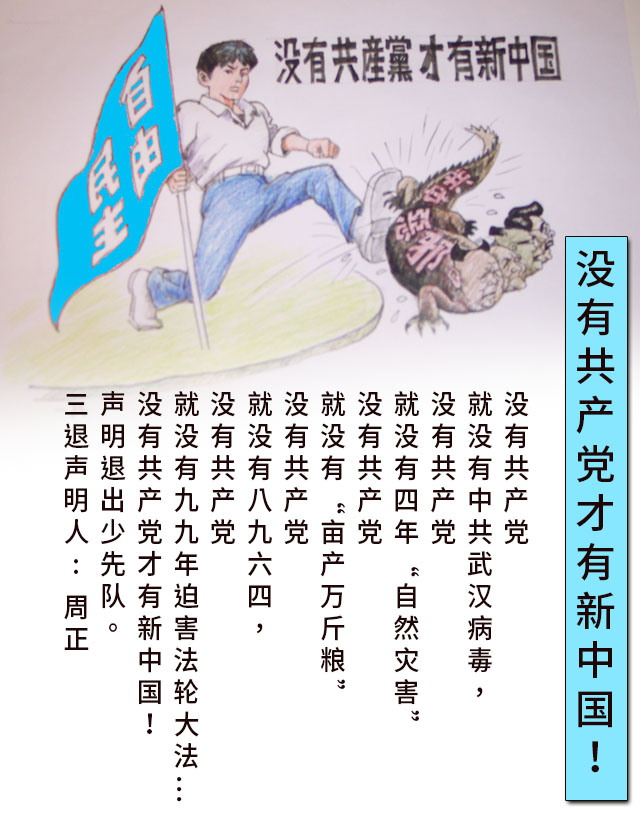 没有共産黨才有新中国
自由
民主
共产
邪恶
没有共产党才有新中国！
没有共产党
就没有中共武汉病毒，
没有共产党
就没有四年“自然灾害”
没有共产党
就没有“亩产万斤粮”
没有共产党
就没有八九六四，
没有共产党
就没有九九年迫害法轮大法…
没有共产党才有新中国！
声明退出少先队。
三退声明人：周正